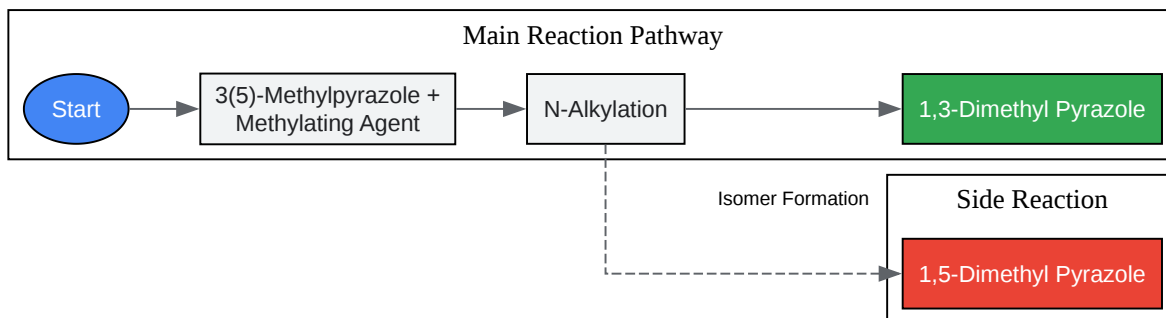 Main Reaction Pathway
Start
3(5)-Methylpyrazole +
Methylating Agent
N-Alkylation
1,3-Dimethyl Pyrazole
Isomer Formation
Side Reaction
1,5-Dimethyl Pyrazole